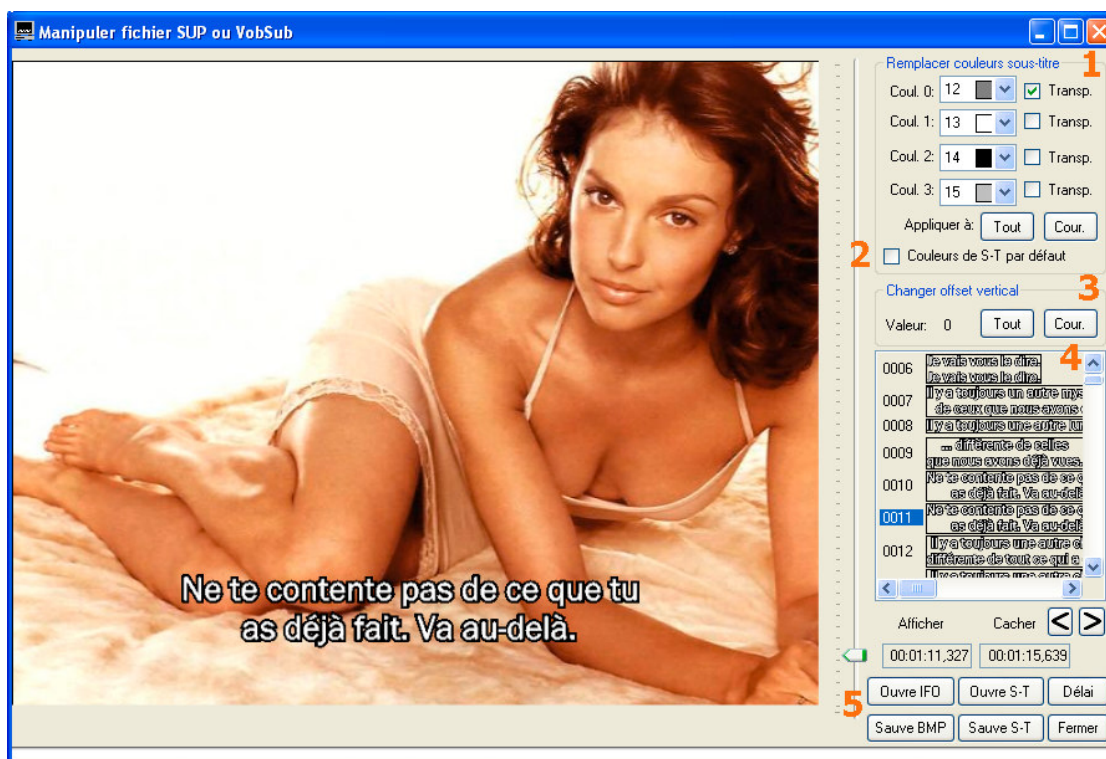 Manipuler fichier SUP ou VobSub
Remplacer couleurs sous-titre
1
Coul. 0: 12 Transp.
Coul. 1: 13 Transp.
Coul. 2: 14 Transp.
Coul. 3: 15 Transp.
Appliquer à: Tout Cour.
2
Couleurs de S-T par défaut
Changer offset vertical
3
Valeur: 0 Tout Cour.
4
0006 Je vais vous le dire.
Je vais vous le dire.
0007 Il y a toujours un autre mys
de ceux que nous avons
0008 Il y a toujours une autre lum
0009 ... différente de celles
que nous avons déjà vues.
0010 Ne te contente pas de ce q
as déjà fait. Va au-delà
0011 Ne te contente pas de ce q
as déjà fait. Va au-delà
0012 Il y a toujours une autre c
différente de tout ce qui a
Il y a toujours une autre c
Ne te contente pas de ce que tu
as déjà fait. Va au-delà.
Afficher Cacher < >
00:01:11,327 00:01:15,639
5
Ouvre IFO Ouvre S-T Délai
Sauve BMP Sauve S-T Fermer